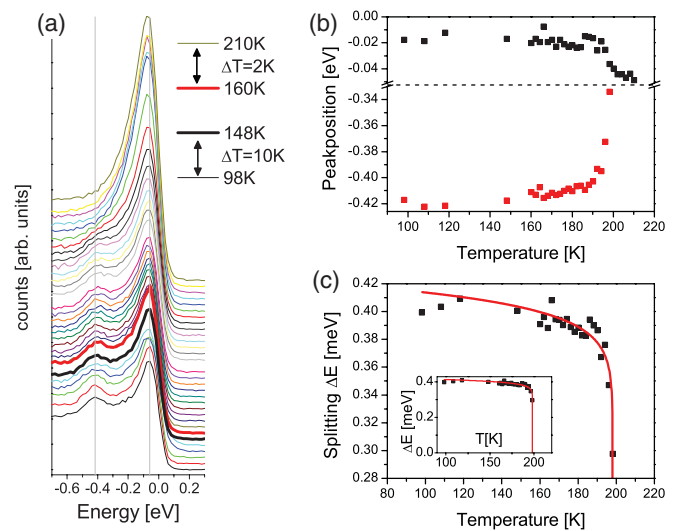 (a)
210K
ΔT=2K
160K
148K
ΔT=10K
98K
counts [arb. units]
-0.6 -0.4 -0.2 0.0 0.2
Energy [eV]
(b)
0.00
-0.02
-0.04
-0.34
-0.36
-0.38
-0.40
-0.42
Peakposition [eV]
100 120 140 160 180 200 220
Temperature [K]
(c)
0.42
0.40
0.38
0.36
0.34
0.32
0.30
0.28
Splitting ΔE [meV]
0.4
0.2
0.0
ΔE [meV]
T[K]
100 150 200
80 100 120 140 160 180 200 220
Temperature [K]